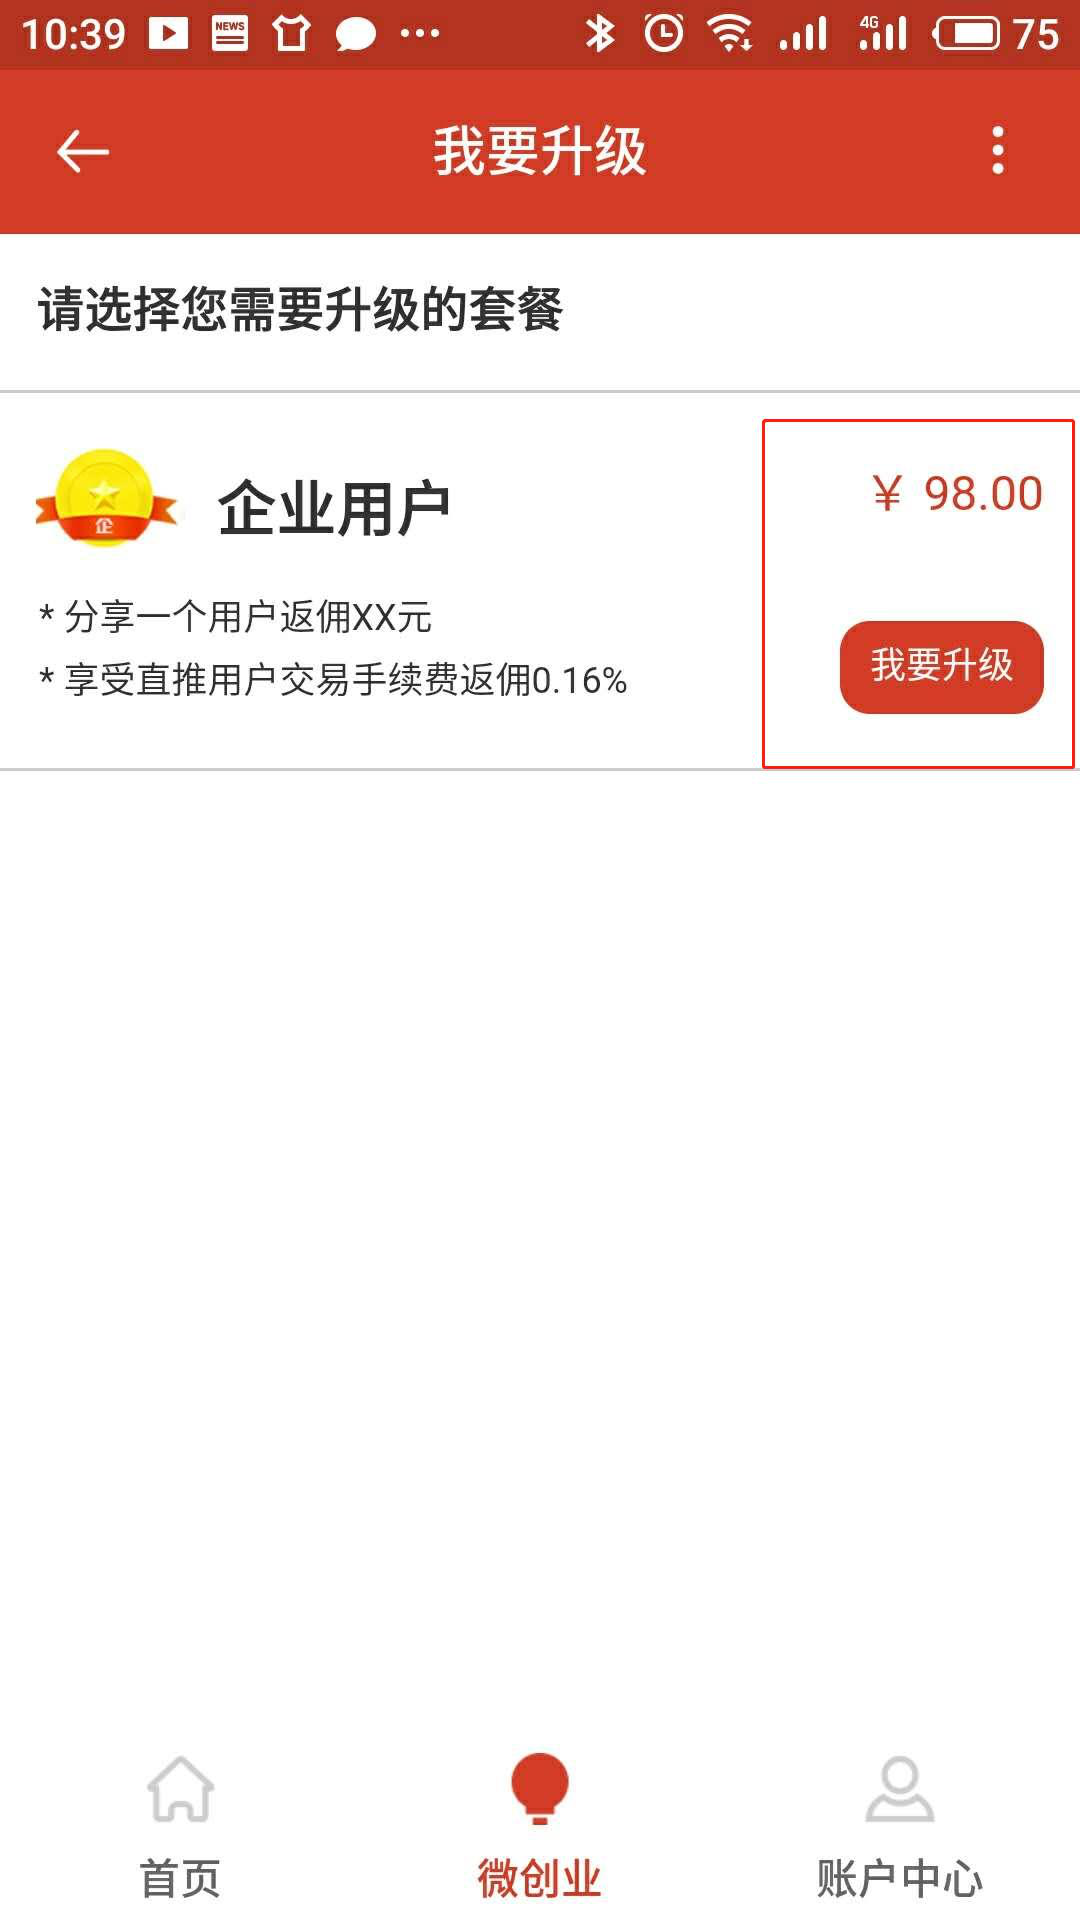 10:39 NEWS 4G 75
我要升级
请选择您需要升级的套餐
企
企业用户
¥ 98.00
* 分享一个用户返佣XX元
* 享受直推用户交易手续费返佣0.16%
我要升级
首页 微创业 账户中心